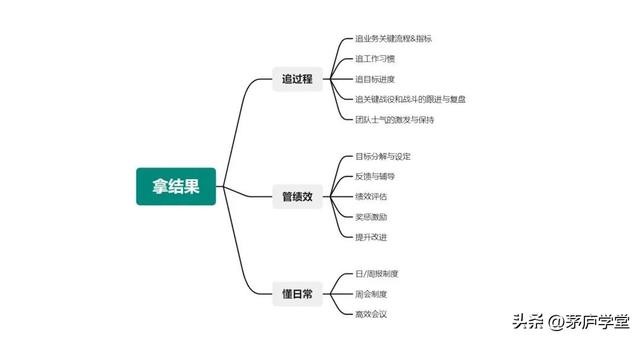 拿结果
追过程
追业务关键流程&指标
追工作习惯
追目标进度
追关键战役和战斗的跟进与复盘
团队士气的激发与保持
管绩效
目标分解与设定
反馈与辅导
绩效评估
奖惩激励
提升改进
懂日常
日/周报制度
周会制度
高效会议
头条 @茅庐学堂